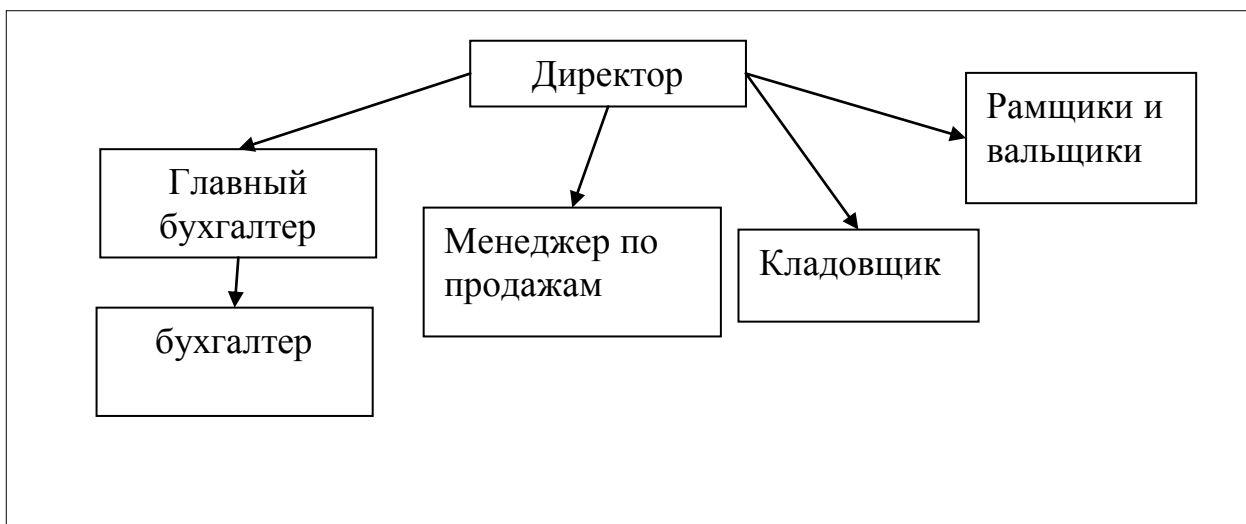 Директор
Рамщики и
вальщики
Главный
бухгалтер
Менеджер по
продажам
Кладовщик
бухгалтер